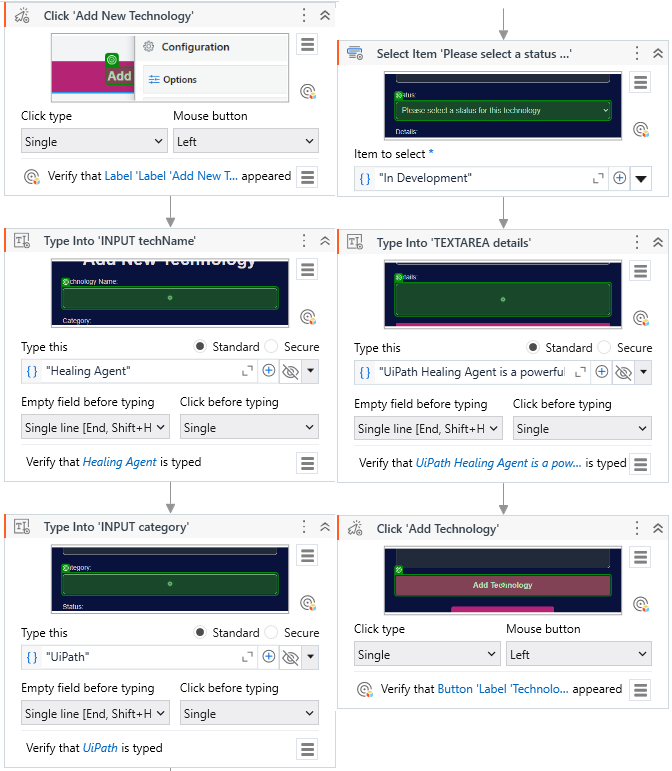 Click 'Add New Technology'
Configuration
Add
Options
Click type
Mouse button
Single
Left
Verify that Label 'Label 'Add New T... appeared
Type Into 'INPUT techName'
Add New Technology
Technology Name:
Category:
Type this
Standard
Secure
"Healing Agent"
Empty field before typing
Click before typing
Single line [End, Shift+H
Single
Verify that Healing Agent is typed
Type Into 'INPUT category'
Category:
Status:
Type this
Standard
Secure
"UiPath"
Empty field before typing
Click before typing
Single line [End, Shift+H
Single
Verify that UiPath is typed
Select Item 'Please select a status ...'
Status:
Please select a status for this technology
Details:
Item to select *
"In Development"
Type Into 'TEXTAREA details'
Details:
Type this
Standard
Secure
"UiPath Healing Agent is a powerful
Empty field before typing
Click before typing
Single line [End, Shift+H
Single
Verify that UiPath Healing Agent is a pow... is typed
Click 'Add Technology'
Add Technology
Click type
Mouse button
Single
Left
Verify that Button 'Label 'Technolo... appeared